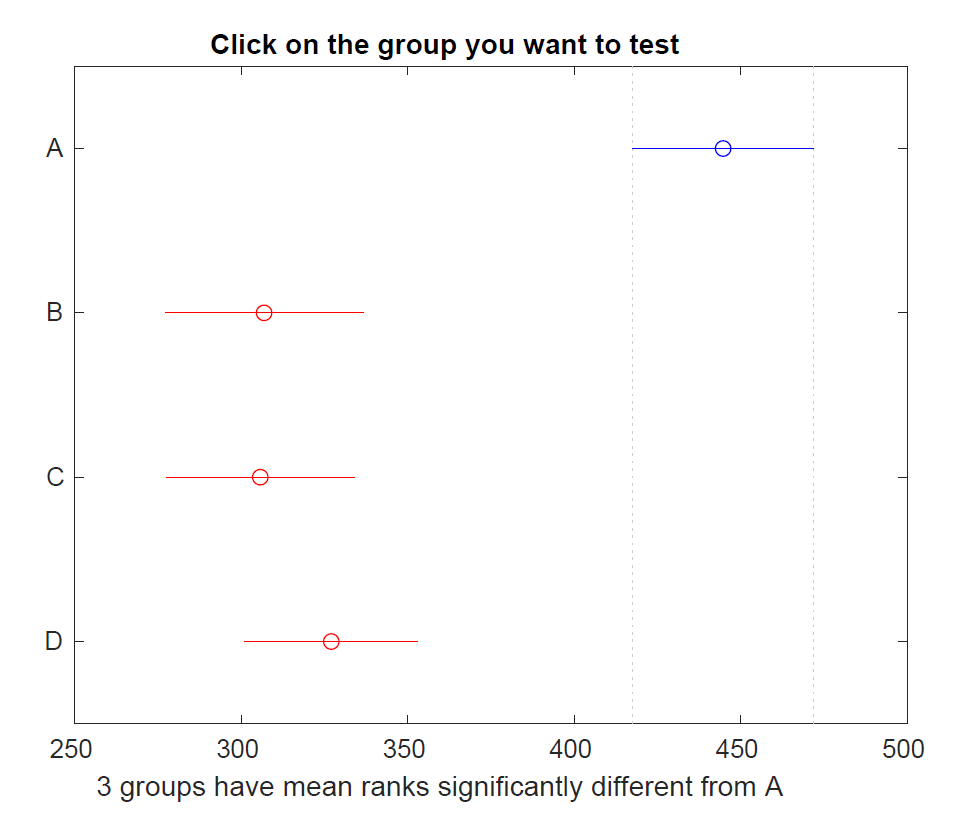 Click on the group you want to test
A
B
C
D
250 300 350 400 450 500
3 groups have mean ranks significantly different from A